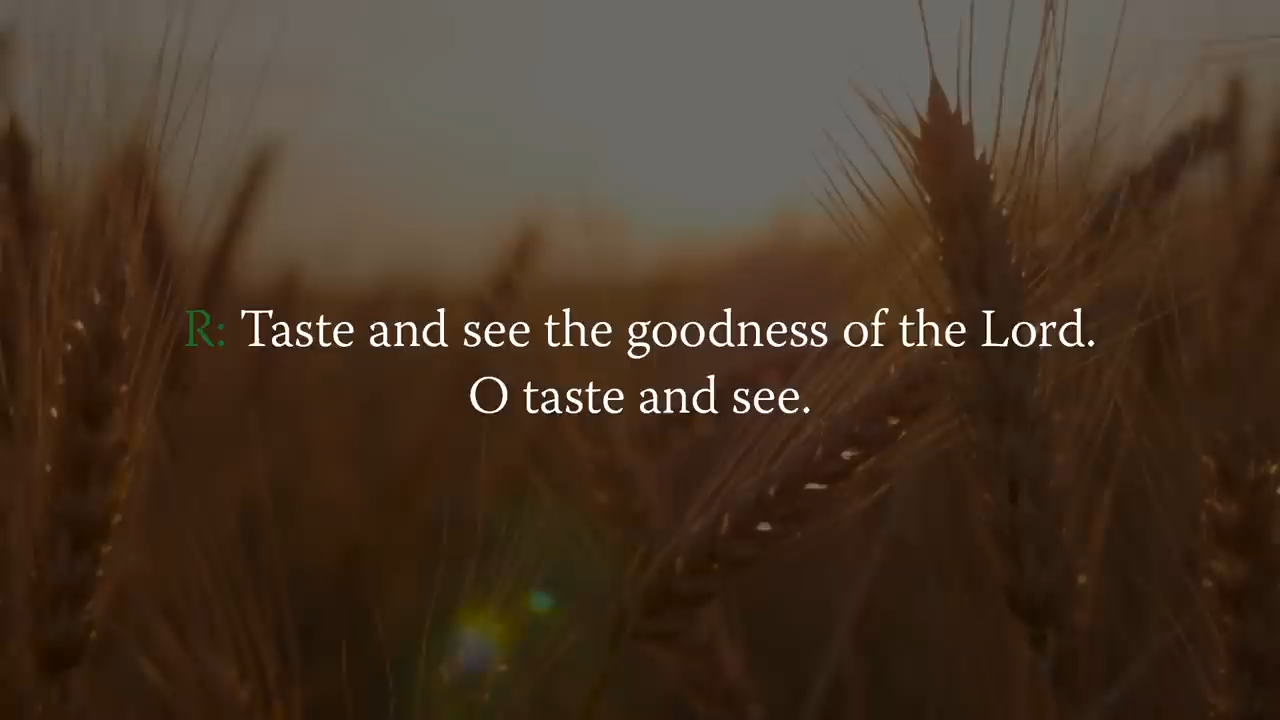 R: Taste and see the goodness of the Lord.
O taste and see.